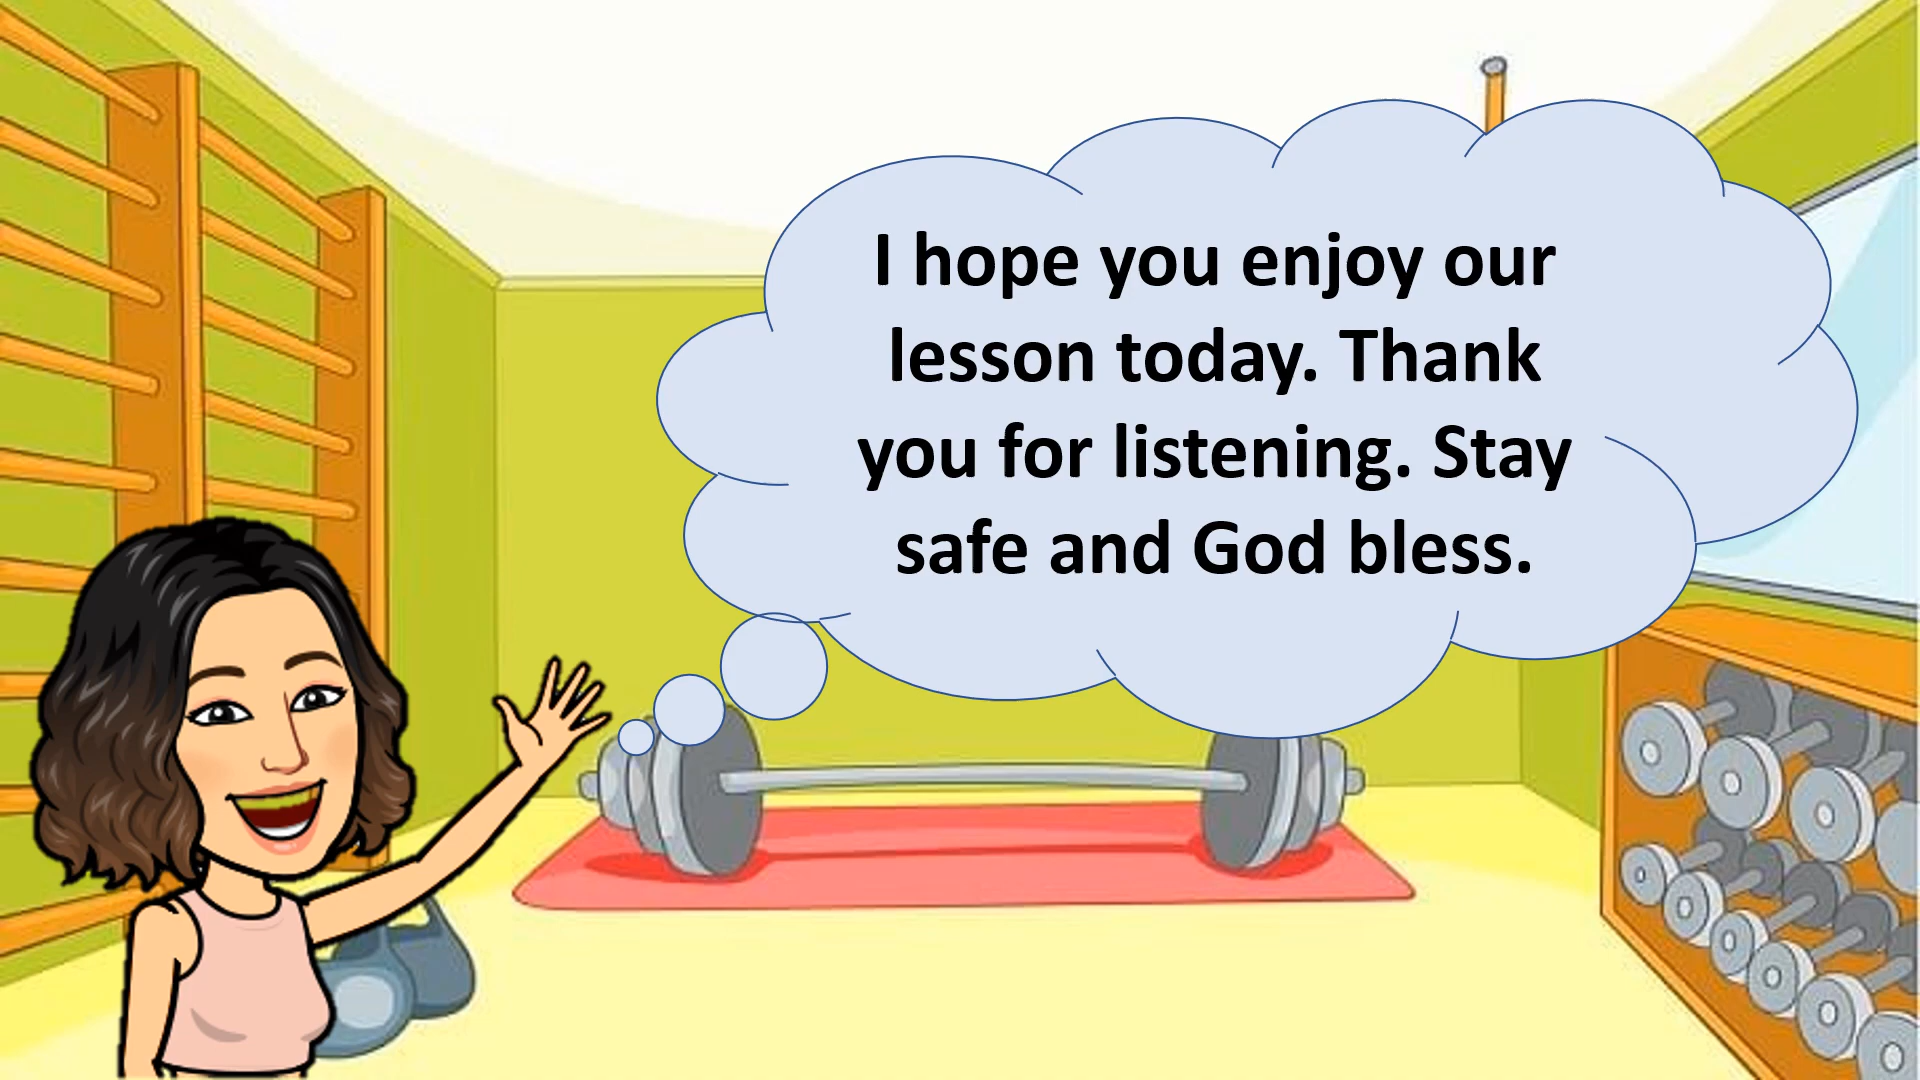 I hope you enjoy our
lesson today. Thank
you for listening. Stay
safe and God bless.